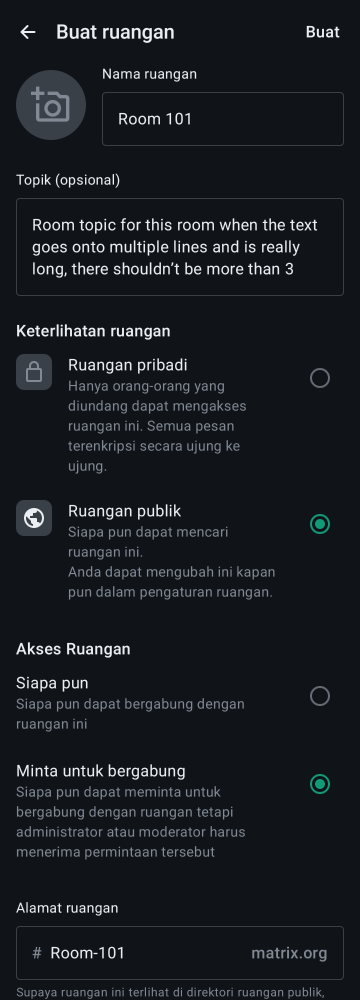 Buat ruangan
Buat
Nama ruangan
Room 101
Topik (opsional)
Room topic for this room when the text
goes onto multiple lines and is really
long, there shouldn’t be more than 3
Keterlihatan ruangan
Ruangan pribadi
Hanya orang-orang yang
diundang dapat mengakses
ruangan ini. Semua pesan
terenkripsi secara ujung ke
ujung.
Ruangan publik
Siapa pun dapat mencari
ruangan ini.
Anda dapat mengubah ini kapan
pun dalam pengaturan ruangan.
Akses Ruangan
Siapa pun
Siapa pun dapat bergabung dengan
ruangan ini
Minta untuk bergabung
Siapa pun dapat meminta untuk
bergabung dengan ruangan tetapi
administrator atau moderator harus
menerima permintaan tersebut
Alamat ruangan
# Room-101 matrix.org
Supaya ruangan ini terlihat di direktori ruangan publik,